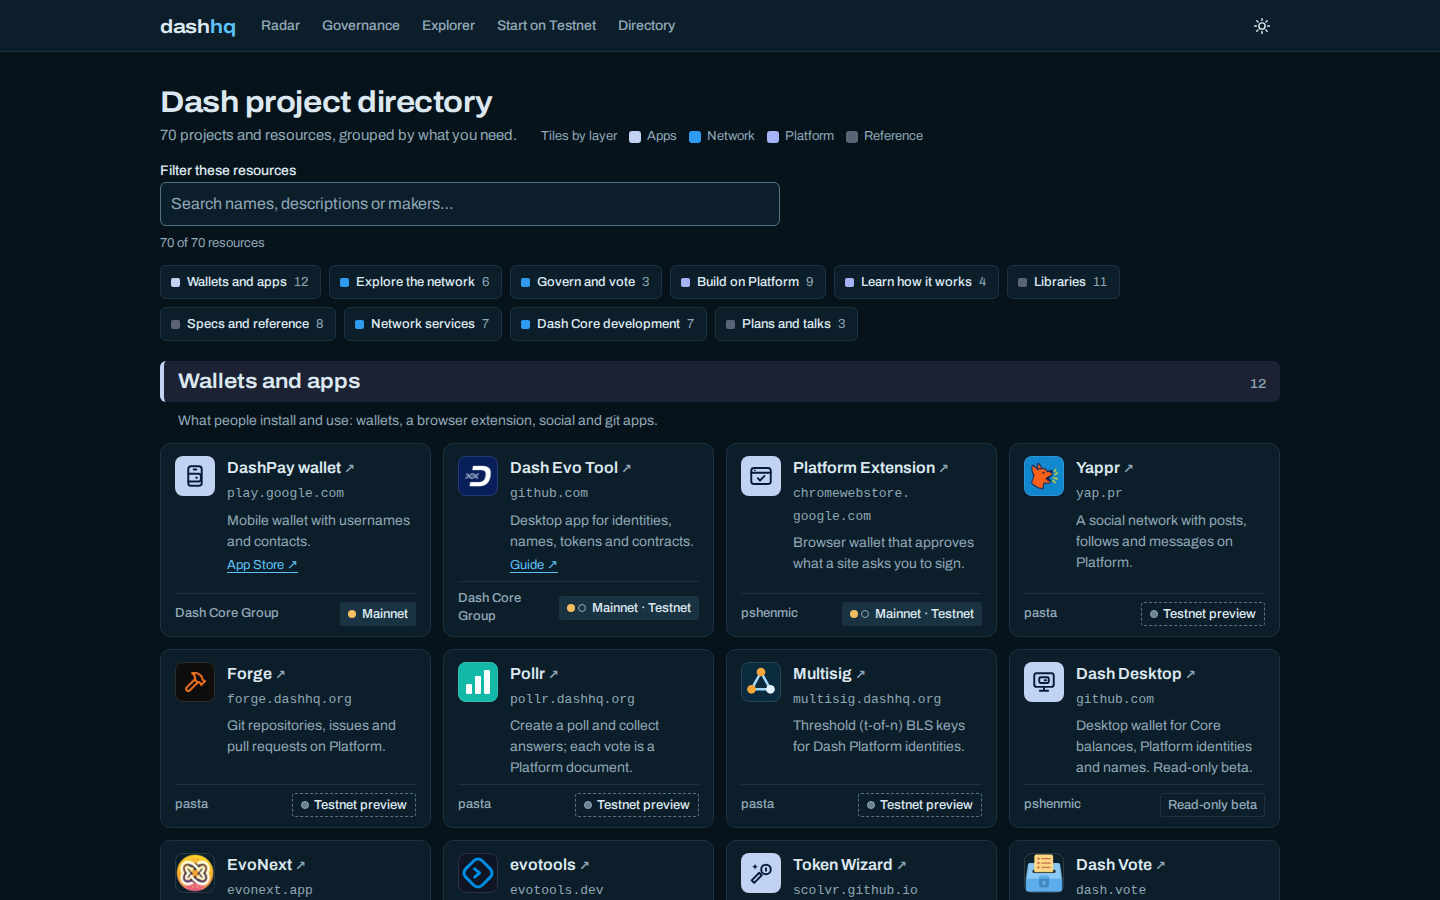 dashhq Radar Governance Explorer Start on Testnet Directory
Dash project directory
70 projects and resources, grouped by what you need. Tiles by layer Apps Network Platform Reference
Filter these resources
Search names, descriptions or makers...
70 of 70 resources
Wallets and apps 12 Explore the network 6 Govern and vote 3 Build on Platform 9 Learn how it works 4 Libraries 11
Specs and reference 8 Network services 7 Dash Core development 7 Plans and talks 3
Wallets and apps 12
What people install and use: wallets, a browser extension, social and git apps.
DashPay wallet ↗
play.google.com
Mobile wallet with usernames
and contacts.
App Store ↗
Dash Core Group Mainnet
Dash Evo Tool ↗
github.com
Desktop app for identities,
names, tokens and contracts.
Guide ↗
Dash Core
Group
Mainnet · Testnet
Platform Extension ↗
chromewebstore.
google.com
Browser wallet that approves
what a site asks you to sign.
pshenmic Mainnet · Testnet
Yappr ↗
yap.pr
A social network with posts,
follows and messages on
Platform.
pasta Testnet preview
Forge ↗
forge.dashhq.org
Git repositories, issues and
pull requests on Platform.
pasta Testnet preview
Pollr ↗
pollr.dashhq.org
Create a poll and collect
answers; each vote is a
Platform document.
pasta Testnet preview
Multisig ↗
multisig.dashhq.org
Threshold (t-of-n) BLS keys
for Dash Platform identities.
pasta Testnet preview
Dash Desktop ↗
github.com
Desktop wallet for Core
balances, Platform identities
and names. Read-only beta.
pshenmic Read-only beta
EvoNext ↗
evonext.app
evotools ↗
evotools.dev
Token Wizard ↗
scolvr.github.io
Dash Vote ↗
dash.vote